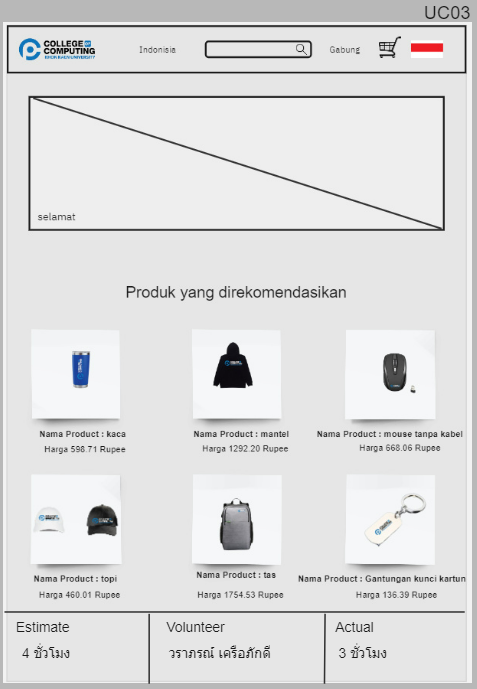 UC03
COLLEGE OF
COMPUTING
KHON KAEN UNIVERSITY
Indonisia
Gabung
selamat
Produk yang direkomendasikan
Nama Product : kaca
Harga 598.71 Rupee
Nama Product : mantel
Harga 1292.20 Rupee
Nama Product : mouse tanpa kabel
Harga 668.06 Rupee
Nama Product : topi
Harga 460.01 Rupee
Nama Product : tas
Harga 1754.53 Rupee
Nama Product : Gantungan kunci kartun
Harga 136.39 Rupee
Estimate
4 ชั่วโมง
Volunteer
วราภรณ์ เครือภักดี
Actual
3 ชั่วโมง